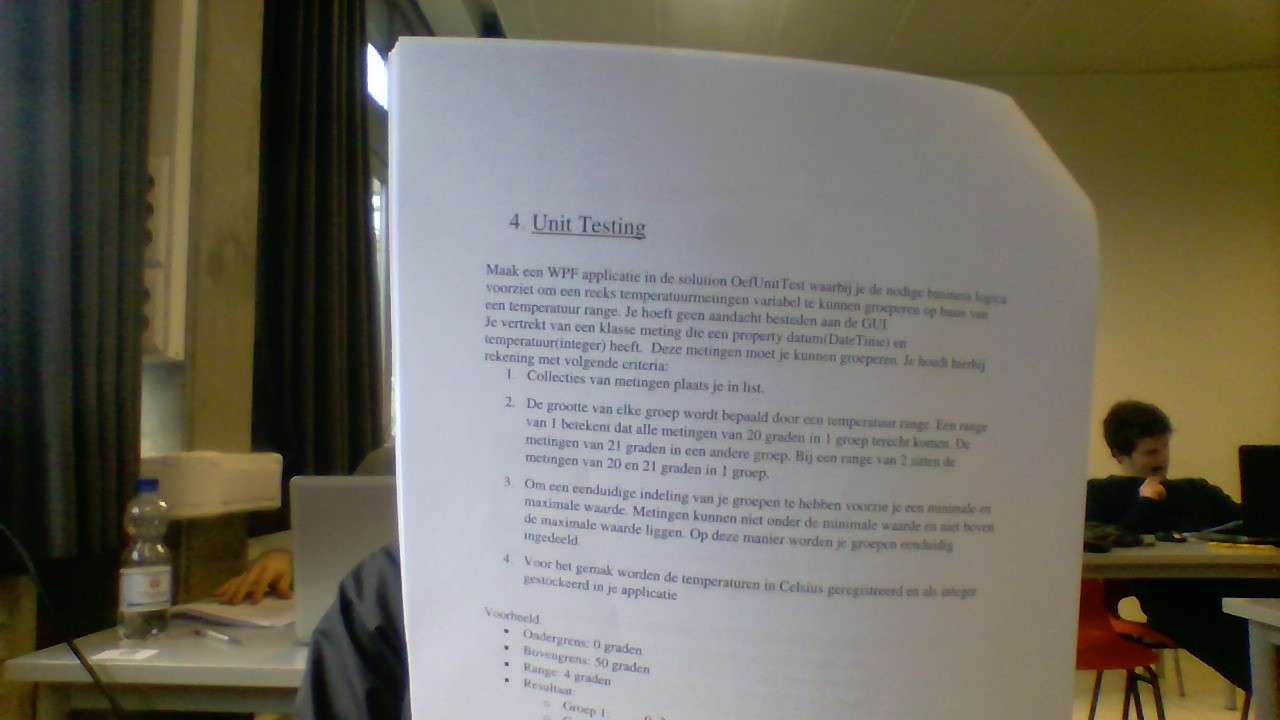 4. Unit Testing
Maak een WPF applicatie in de solution OefUnitTest waarbij je de nodige business logica
voorziet om een reeks temperatuurmetingen variabel te kunnen groeperen op basis van
een temperatuur range. Je hoeft geen aandacht besteden aan de GUI.
Je vertrekt van een klasse meting die een property datum(DateTime) en
temperatuur(integer) heeft. Deze metingen moet je kunnen groeperen. Je houdt hierbij
rekening met volgende criteria:
1. Collecties van metingen plaats je in list.
2. De grootte van elke groep wordt bepaald door een temperatuur range. Een range
van 1 betekent dat alle metingen van 20 graden in 1 groep terecht komen. De
metingen van 21 graden in een andere groep. Bij een range van 2 zitten de
metingen van 20 en 21 graden in 1 groep.
3. Om een eenduidige indeling van je groepen te hebben voorzie je een minimale en
maximale waarde. Metingen kunnen niet onder de minimale waarde en niet boven
de maximale waarde liggen. Op deze manier worden je groepen eenduidig
ingedeeld.
4. Voor het gemak worden de temperaturen in Celsius geregistreerd en als integer
gestockeerd in je applicatie
Voorbeeld:
• Ondergrens: 0 graden
• Bovengrens: 50 graden
• Range: 4 graden
• Resultaat:
o Groep 1: